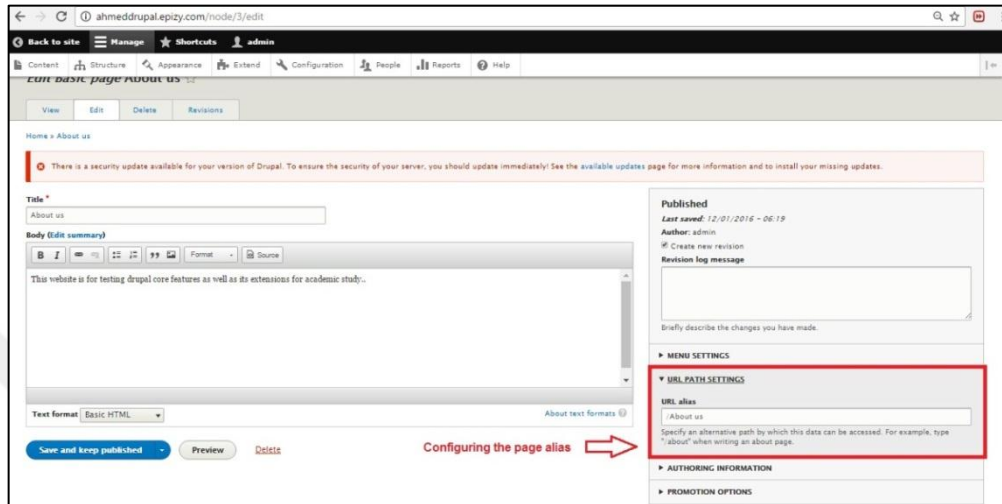 ahmeddrupal.epizy.com/node/3/edit
Back to site Manage Shortcuts admin
Content Structure Appearance Extend Configuration People Reports Help
Edit Basic page About us
View Edit Delete Revisions
Home » About us
There is a security update available for your version of Drupal. To ensure the security of your server, you should update immediately! See the available updates page for more information and to install your missing updates.
Title *
About us
Body (Edit summary)
B I Format Source
This website is for testing drupal core features as well as its extensions for academic study..
Text format Basic HTML About text formats
Save and keep published Preview Delete
Configuring the page alias
Published
Last saved: 12/01/2016 - 06:19
Author: admin
Create new revision
Revision log message
Briefly describe the changes you have made.
MENU SETTINGS
URL PATH SETTINGS
URL alias
/About us
Specify an alternative path by which this data can be accessed. For example, type
"/about" when writing an about page.
AUTHORING INFORMATION
PROMOTION OPTIONS